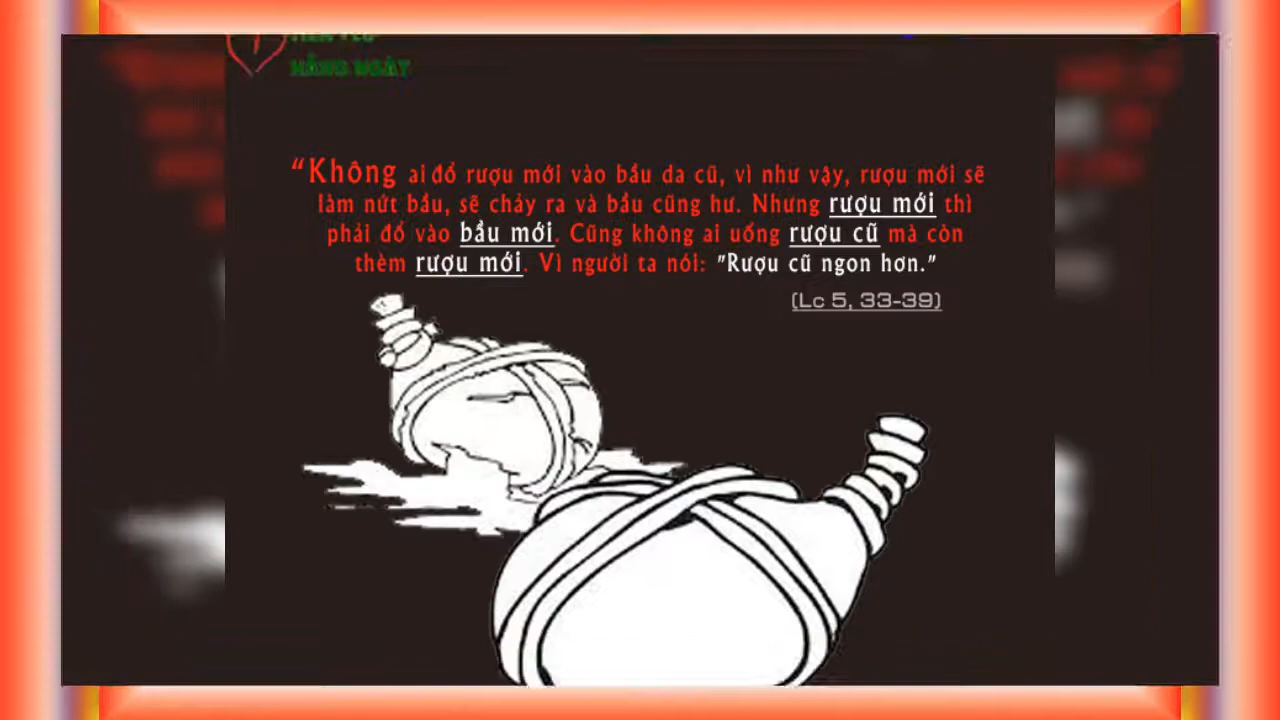 HẰNG NGÀY
“Không ai đổ rượu mới vào bầu da cũ, vì như vậy, rượu mới sẽ
làm nứt bầu, sẽ chảy ra và bầu cũng hư. Nhưng rượu mới thì
phải đổ vào bầu mới. Cũng không ai uống rượu cũ mà còn
thèm rượu mới. Vì người ta nói: "Rượu cũ ngon hơn."
(Lc 5, 33-39)